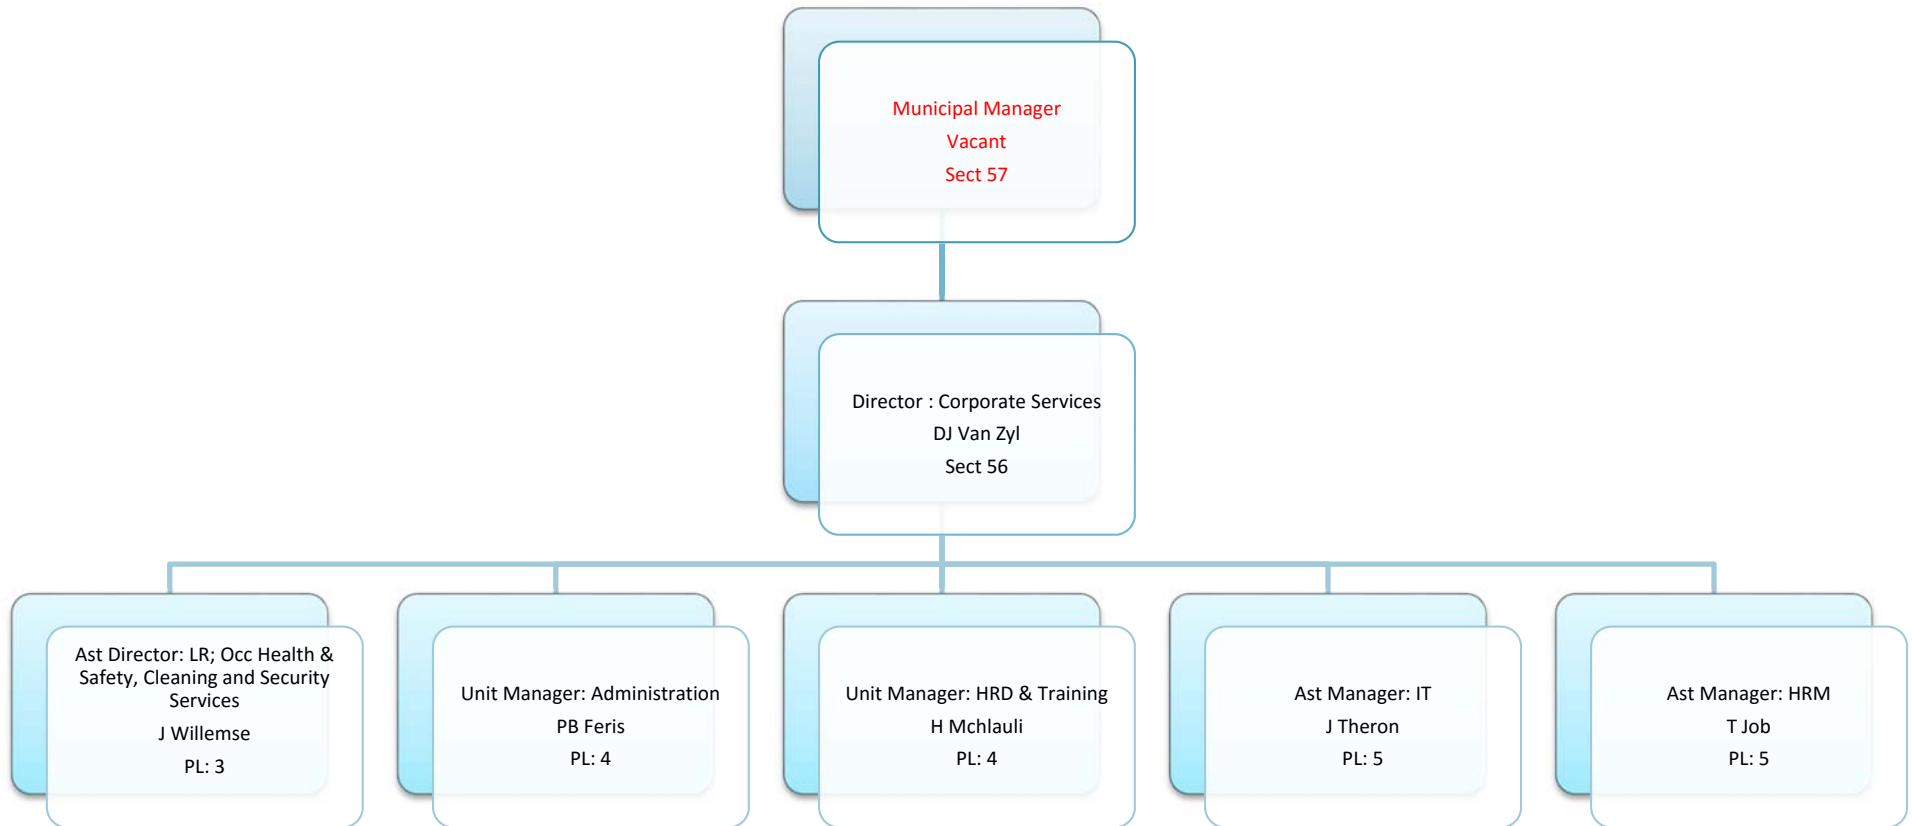 Municipal Manager
Vacant
Sect 57
Director : Corporate Services
DJ Van Zyl
Sect 56
Ast Director: LR; Occ Health &
Safety, Cleaning and Security
Services
J Willemse
PL: 3
Unit Manager: Administration
PB Feris
PL: 4
Unit Manager: HRD & Training
H Mchlauli
PL: 4
Ast Manager: IT
J Theron
PL: 5
Ast Manager: HRM
T Job
PL: 5